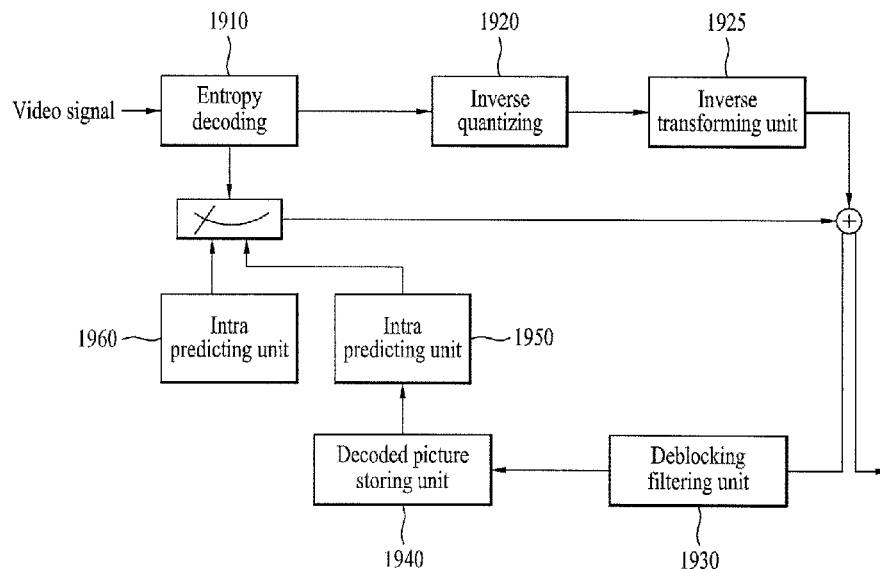 1910
1920
1925
Video signal
Entropy
decoding
Inverse
quantizing
Inverse
transforming unit
+
1960
Intra
predicting unit
Intra
predicting unit
1950
Decoded picture
storing unit
Deblocking
filtering unit
1940
1930